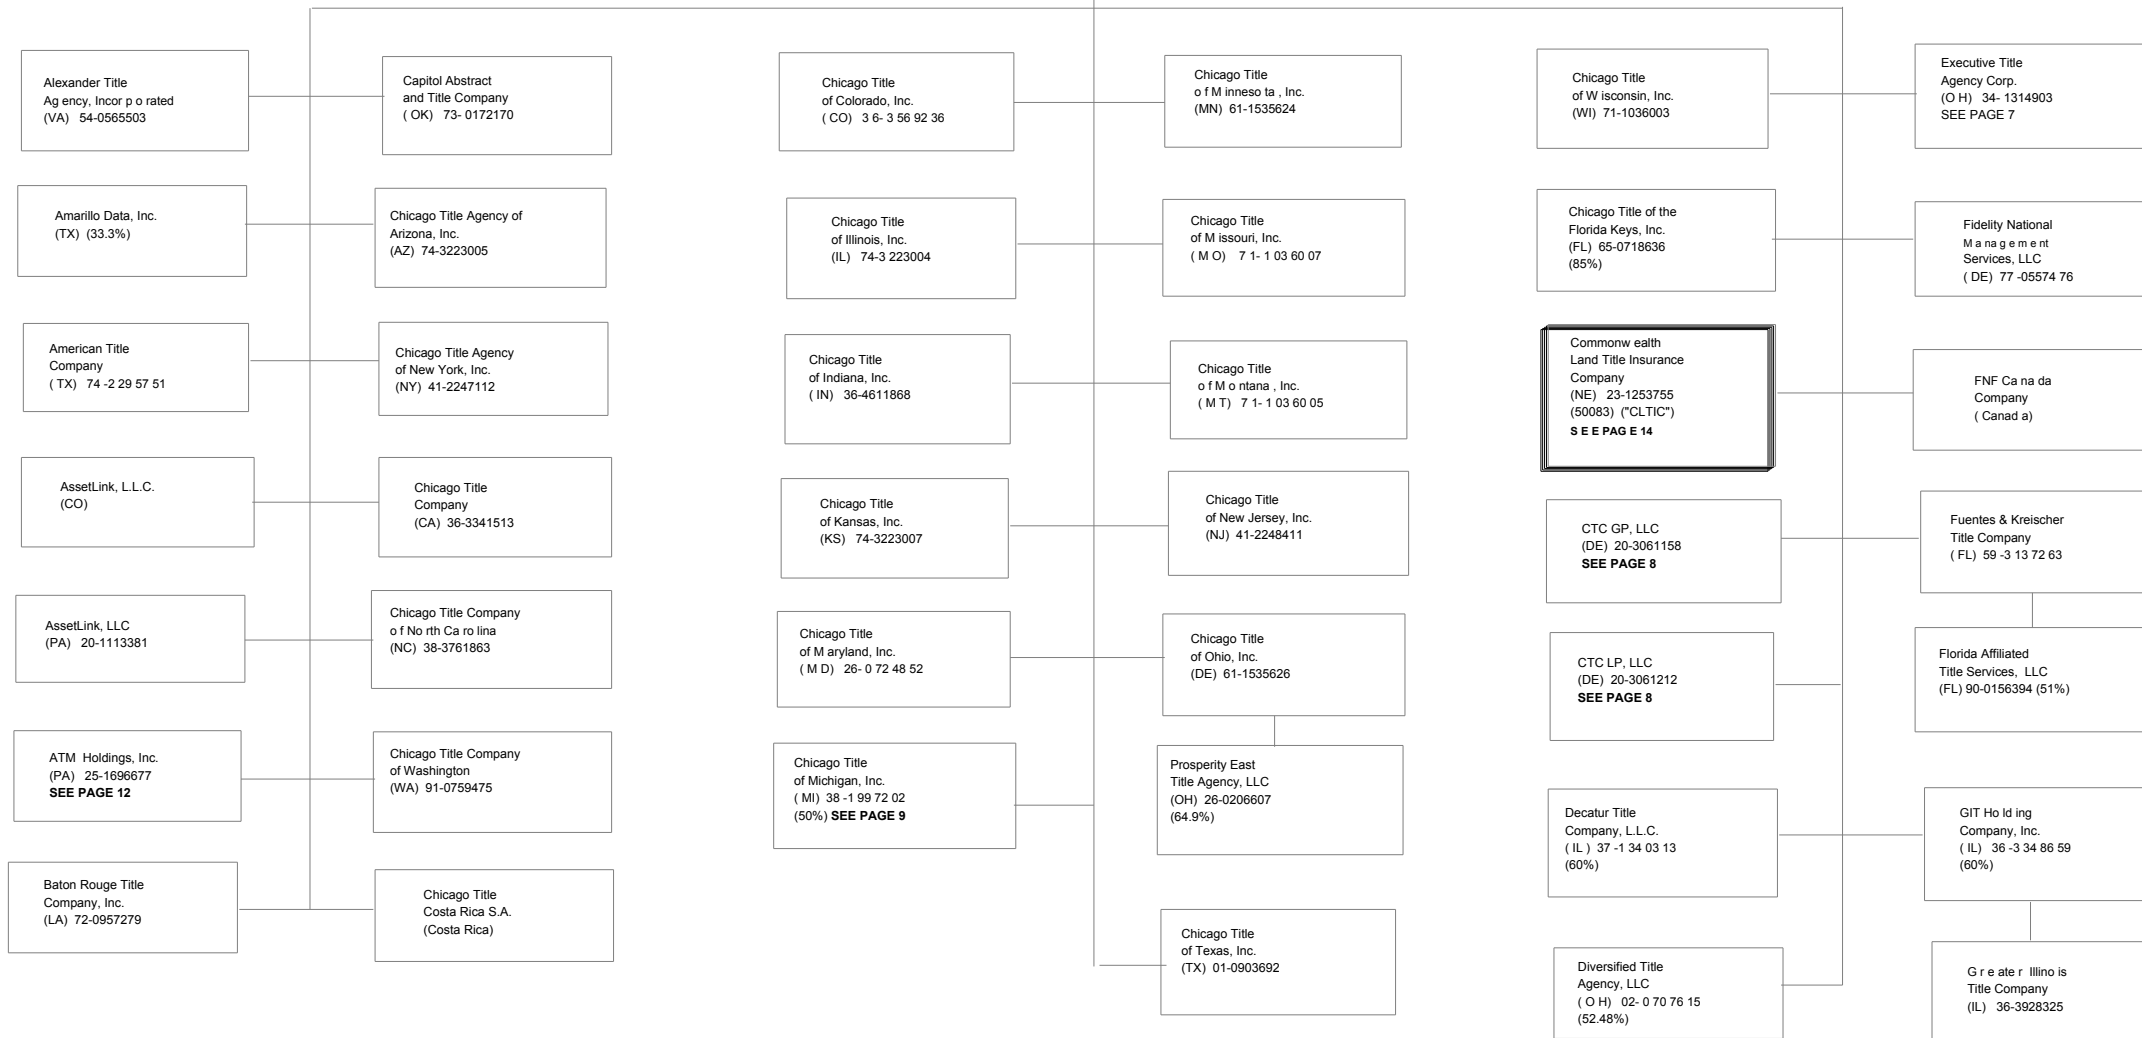 Alexander Title
Ag ency, Incor p o rated
(VA) 54-0565503
Capitol Abstract
and Title Company
( OK) 73- 0172170
Amarillo Data, Inc.
(TX) (33.3%)
Chicago Title Agency of
Arizona, Inc.
(AZ) 74-3223005
American Title
Company
( TX) 74 -2 29 57 51
Chicago Title Agency
of New York, Inc.
(NY) 41-2247112
AssetLink, L.L.C.
(CO)
Chicago Title
Company
(CA) 36-3341513
AssetLink, LLC
(PA) 20-1113381
Chicago Title Company
o f No rth Ca ro lina
(NC) 38-3761863
ATM Holdings, Inc.
(PA) 25-1696677
SEE PAGE 12
Chicago Title Company
of Washington
(WA) 91-0759475
Baton Rouge Title
Company, Inc.
(LA) 72-0957279
Chicago Title
Costa Rica S.A.
(Costa Rica)
Chicago Title
of Colorado, Inc.
( CO) 3 6- 3 56 92 36
Chicago Title
o f M inneso ta , Inc.
(MN) 61-1535624
Chicago Title
of Illinois, Inc.
(IL) 74-3 223004
Chicago Title
of M issouri, Inc.
( M O) 7 1- 1 03 60 07
Chicago Title
of Indiana, Inc.
( IN) 36-4611868
Chicago Title
o f M o ntana , Inc.
( M T) 7 1- 1 03 60 05
Chicago Title
of Kansas, Inc.
(KS) 74-3223007
Chicago Title
of New Jersey, Inc.
(NJ) 41-2248411
Chicago Title
of M aryland, Inc.
( M D) 26- 0 72 48 52
Chicago Title
of Ohio, Inc.
(DE) 61-1535626
Chicago Title
of Michigan, Inc.
( MI) 38 -1 99 72 02
(50%) SEE PAGE 9
Prosperity East
Title Agency, LLC
(OH) 26-0206607
(64.9%)
Chicago Title
of Texas, Inc.
(TX) 01-0903692
Chicago Title
of W isconsin, Inc.
(WI) 71-1036003
Executive Title
Agency Corp.
(O H) 34- 1314903
SEE PAGE 7
Chicago Title of the
Florida Keys, Inc.
(FL) 65-0718636
(85%)
Fidelity National
M a na g e m e nt
Services, LLC
( DE) 77 -05574 76
Commonw ealth
Land Title Insurance
Company
(NE) 23-1253755
(50083) ("CLTIC")
S E E PAG E 14
FNF Ca na da
Company
( Canad a)
CTC GP, LLC
(DE) 20-3061158
SEE PAGE 8
Fuentes & Kreischer
Title Company
( FL) 59 -3 13 72 63
CTC LP, LLC
(DE) 20-3061212
SEE PAGE 8
Florida Affiliated
Title Services, LLC
(FL) 90-0156394 (51%)
Decatur Title
Company, L.L.C.
( IL ) 37 -1 34 03 13
(60%)
GIT Ho ld ing
Company, Inc.
( IL) 36 -3 34 86 59
(60%)
Diversified Title
Agency, LLC
( O H) 02- 0 70 76 15
(52.48%)
G r e ate r Illino is
Title Company
(IL) 36-3928325